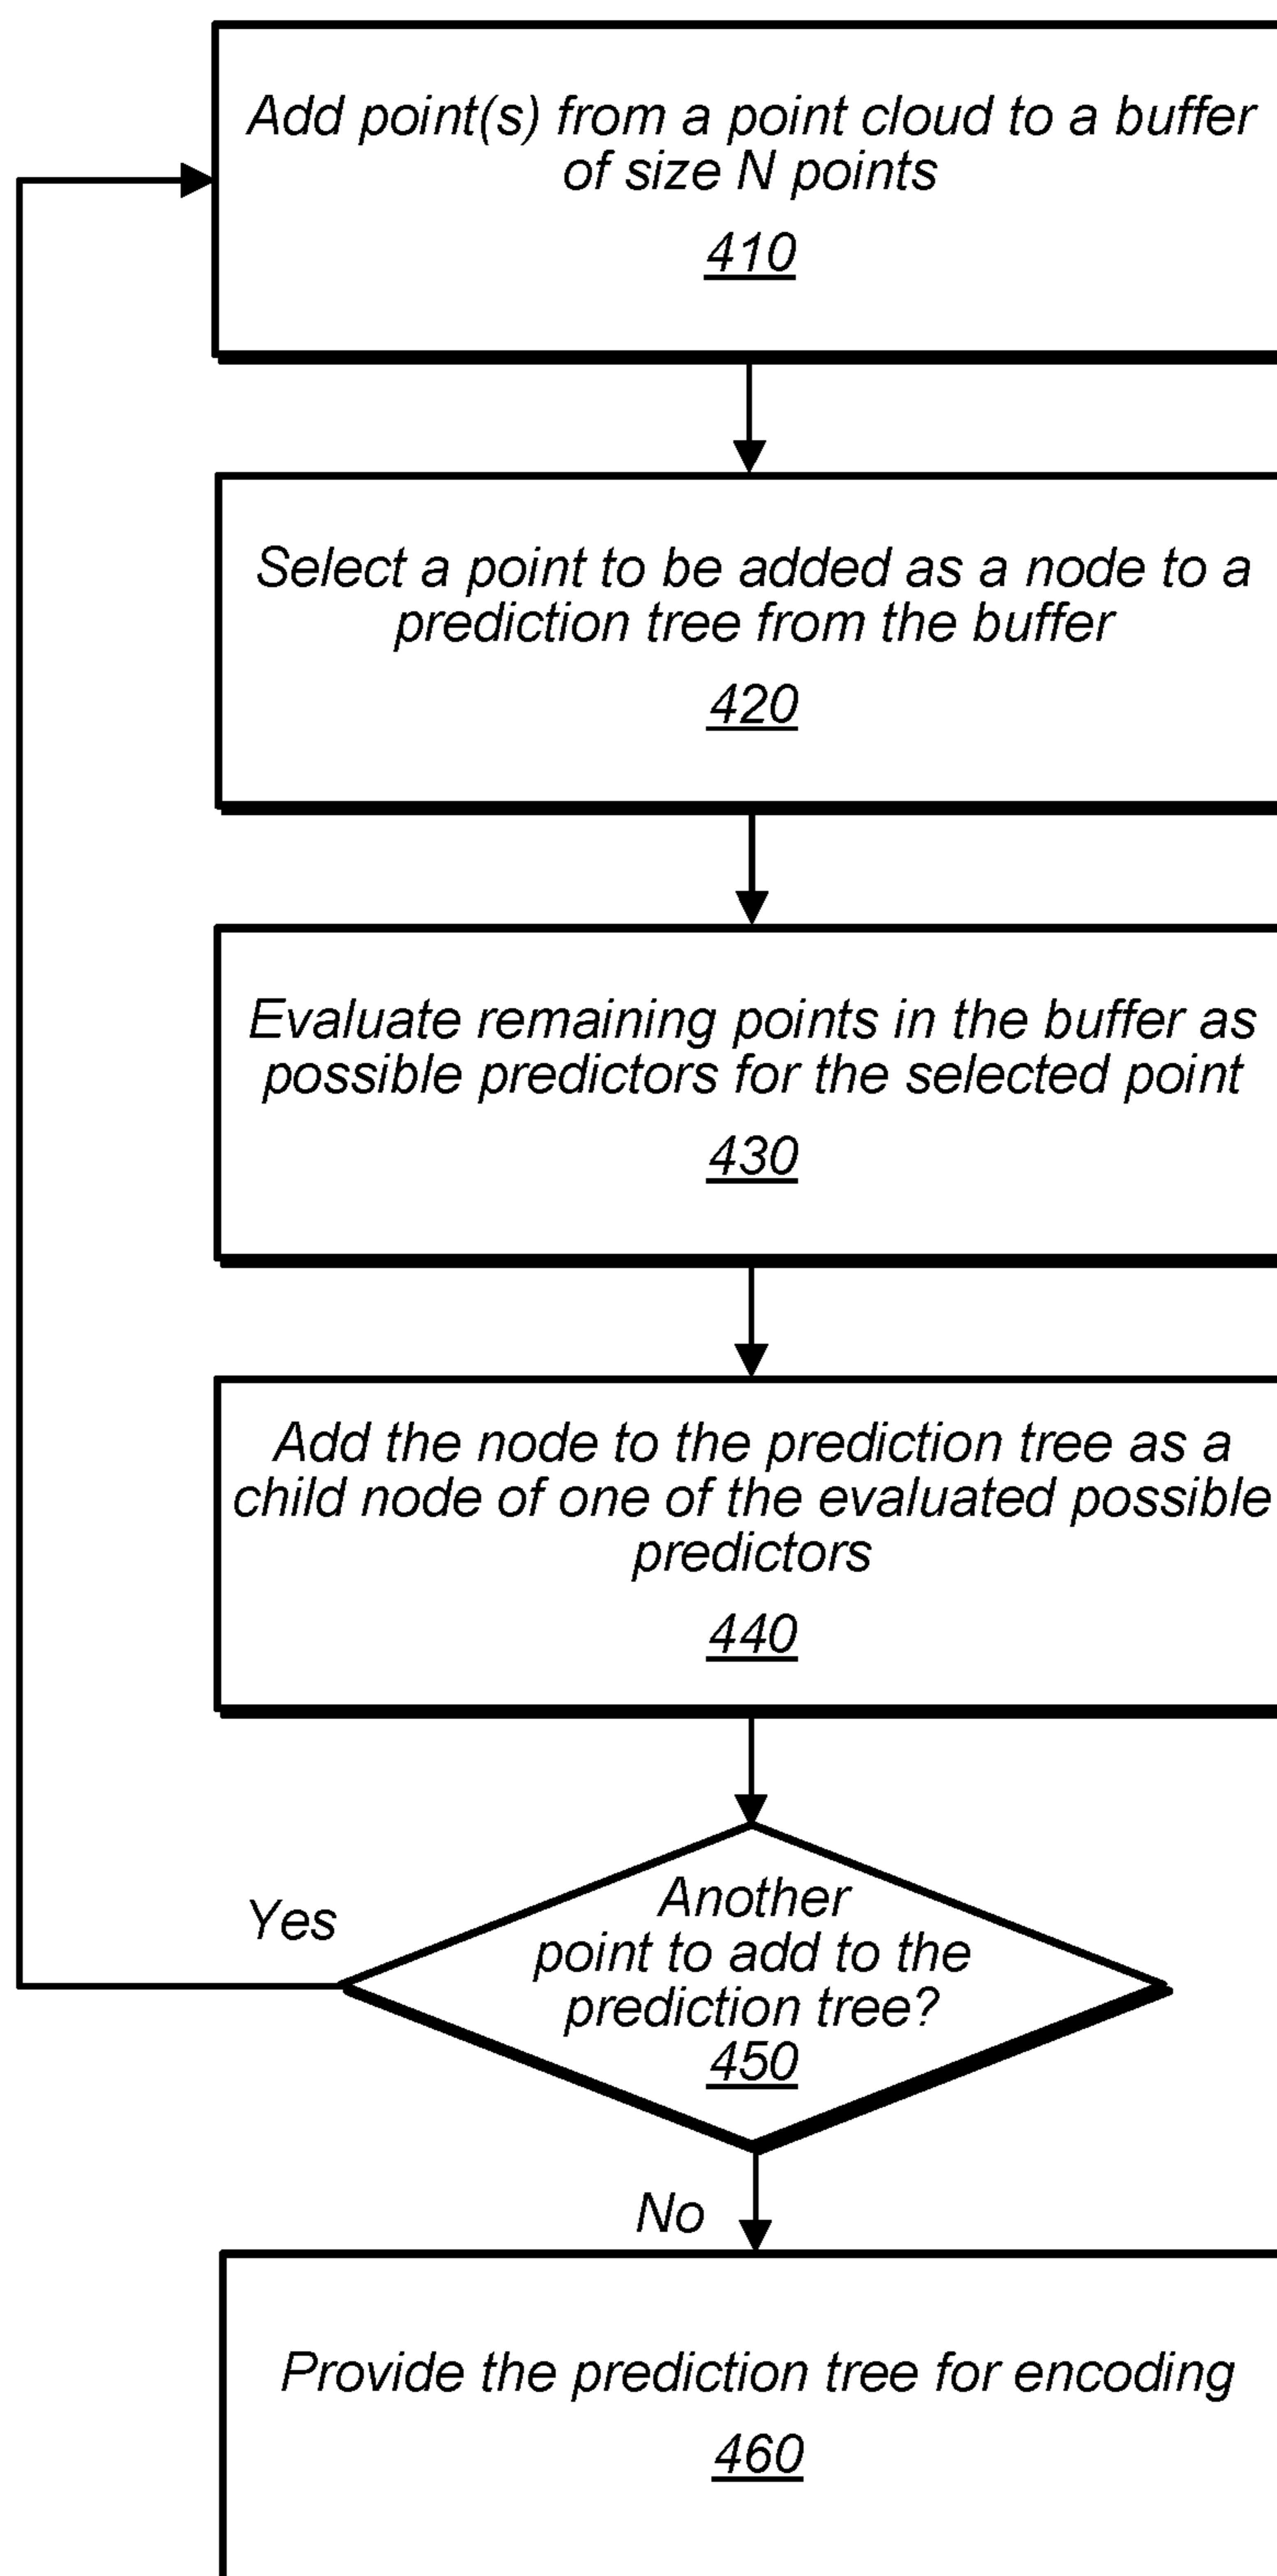 Add point(s) from a point cloud to a buffer
of size N points
410
Select a point to be added as a node to a
prediction tree from the buffer
420
Evaluate remaining points in the buffer as
possible predictors for the selected point
430
Add the node to the prediction tree as a
child node of one of the evaluated possible
predictors
440
Another
point to add to the
prediction tree?
450
Yes
No
Provide the prediction tree for encoding
460